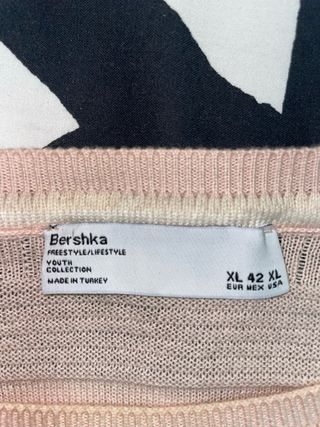 Bershka
FREESTYLE/LIFESTYLE
YOUTH
COLLECTION
MADE IN TURKEY
XL 42 XL
EUR MEX USA